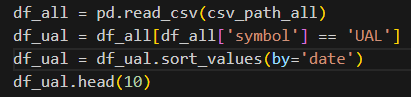 df_all = pd.read_csv(csv_path_all)
df_ual = df_all[df_all['symbol'] == 'UAL']
df_ual = df_ual.sort_values(by='date')
df_ual.head(10)